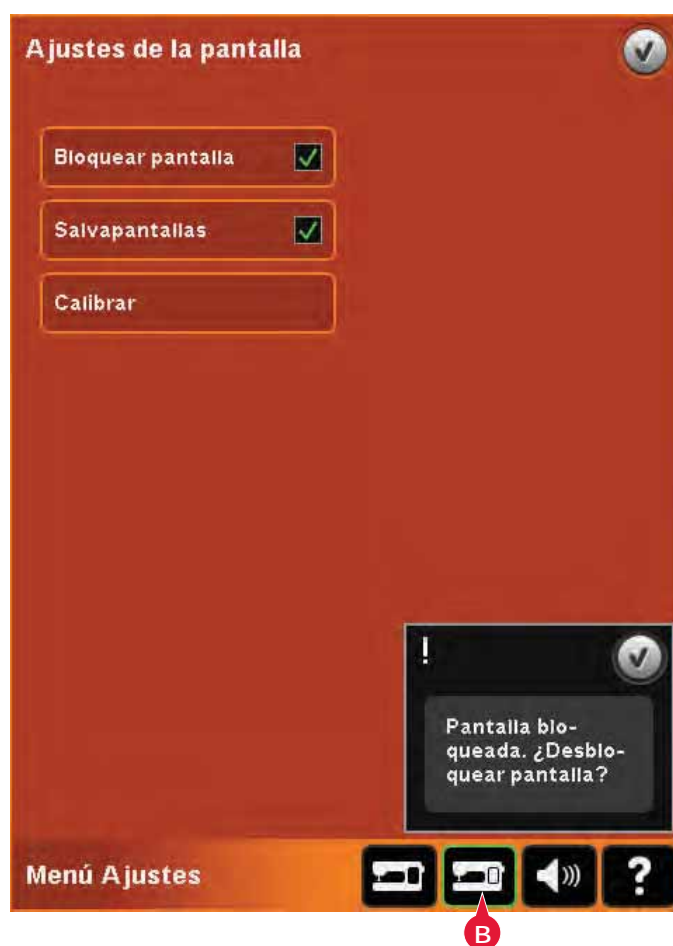 Ajustes de la pantalla
Bloquear pantalla
Salvapantallas
Calibrar
!
Pantalla blo-
queada. ¿Desblo-
quear pantalla?
Menú Ajustes
?
B